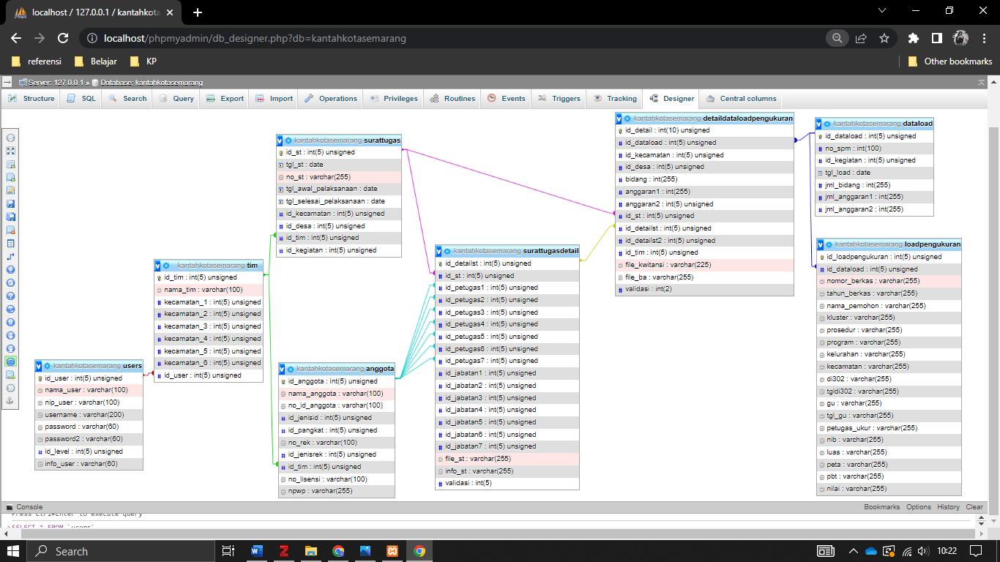 localhost / 127.0.0.1 / kantahkota
localhost/phpmyadmin/db_designer.php?db=kantahkotasemarang
referensi
Belajar
KP
Other bookmarks
Server: 127.0.0.1 » Database: kantahkotasemarang
Structure
SQL
Search
Query
Export
Import
Operations
Privileges
Routines
Events
Triggers
Tracking
Designer
Central columns
kantahkotasemarang surattugas
id_st : int(5) unsigned
tgl_st : date
no_st : varchar(255)
tgl_awal_pelaksanaan : date
tgl_selesai_pelaksanaan : date
id_kecamatan : int(5) unsigned
id_desa : int(5) unsigned
id_tim : int(5) unsigned
id_kegiatan : int(5) unsigned
kantahkotasemarang detaildataloadpengukuran
id_detail : int(10) unsigned
id_dataload : int(5) unsigned
id_kecamatan : int(5) unsigned
id_desa : int(5) unsigned
bidang : int(255)
anggaran1 : int(255)
anggaran2 : int(5) unsigned
id_st : int(5) unsigned
id_detailst : int(5) unsigned
id_detailst2 : int(5) unsigned
id_tim : int(5) unsigned
file_kwitansi : varchar(225)
file_ba : varchar(255)
validasi : int(2)
kantahkotasemarang dataload
id_dataload : int(5) unsigned
no_spm : int(100)
id_kegiatan : int(5) unsigned
tgl_load : date
jml_bidang : int(255)
jml_anggaran1 : int(255)
jml_anggaran2 : int(255)
kantahkotasemarang tim
id_tim : int(5) unsigned
nama_tim : varchar(100)
kecamatan_1 : int(5) unsigned
kecamatan_2 : int(5) unsigned
kecamatan_3 : int(5) unsigned
kecamatan_4 : int(5) unsigned
kecamatan_5 : int(5) unsigned
kecamatan_6 : int(5) unsigned
id_user : int(5) unsigned
kantahkotasemarang surattugasdetail
id_detailst : int(5) unsigned
id_st : int(5) unsigned
id_petugas1 : int(5) unsigned
id_petugas2 : int(5) unsigned
id_petugas3 : int(5) unsigned
id_petugas4 : int(5) unsigned
id_petugas5 : int(5) unsigned
id_petugas6 : int(5) unsigned
id_petugas7 : int(5) unsigned
id_jabatan1 : int(5) unsigned
id_jabatan2 : int(5) unsigned
id_jabatan3 : int(5) unsigned
id_jabatan4 : int(5) unsigned
id_jabatan5 : int(5) unsigned
id_jabatan6 : int(5) unsigned
id_jabatan7 : int(5) unsigned
file_st : varchar(255)
info_st : varchar(255)
validasi : int(5)
kantahkotasemarang loadpengukuran
id_loadpengukuran : int(5) unsigned
id_dataload : int(5) unsigned
nomor_berkas : varchar(255)
tahun_berkas : varchar(255)
nama_pemohon : varchar(255)
kluster : varchar(255)
prosedur : varchar(255)
program : varchar(255)
kelurahan : varchar(255)
kecamatan : varchar(255)
di302 : varchar(255)
tgldi302 : varchar(255)
gu : varchar(255)
tgl_gu : varchar(255)
petugas_ukur : varchar(255)
nib : varchar(255)
luas : varchar(255)
peta : varchar(255)
pbt : varchar(255)
nilai : varchar(255)
kantahkotasemarang users
id_user : int(5) unsigned
nama_user : varchar(100)
nip_user : varchar(100)
username : varchar(200)
password : varchar(60)
password2 : varchar(60)
id_level : int(5) unsigned
info_user : varchar(60)
kantahkotasemarang anggota
id_anggota : int(5) unsigned
nama_anggota : varchar(100)
no_id_anggota : varchar(100)
id_jenisid : int(5) unsigned
id_pangkat : int(5) unsigned
no_rek : varchar(100)
id_jenisrek : int(5) unsigned
id_tim : int(5) unsigned
no_lisensi : varchar(100)
npwp : varchar(255)
Console
Bookmarks
Options
History
Clear
Press Ctrl+Enter to execute query
>SELECT * FROM `users`
Search
10:22